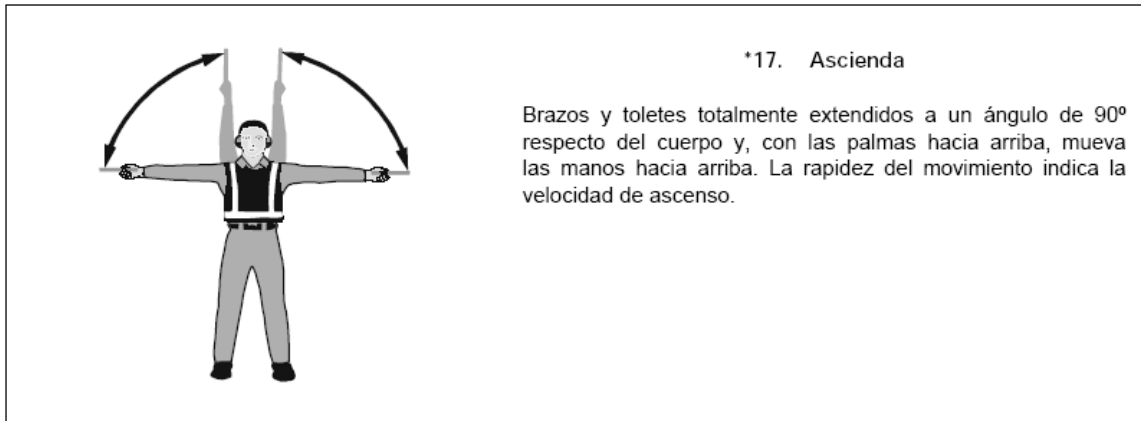 *17. Ascienda
Brazos y toletes totalmente extendidos a un ángulo de 90º
respecto del cuerpo y, con las palmas hacia arriba, mueva
las manos hacia arriba. La rapidez del movimiento indica la
velocidad de ascenso.